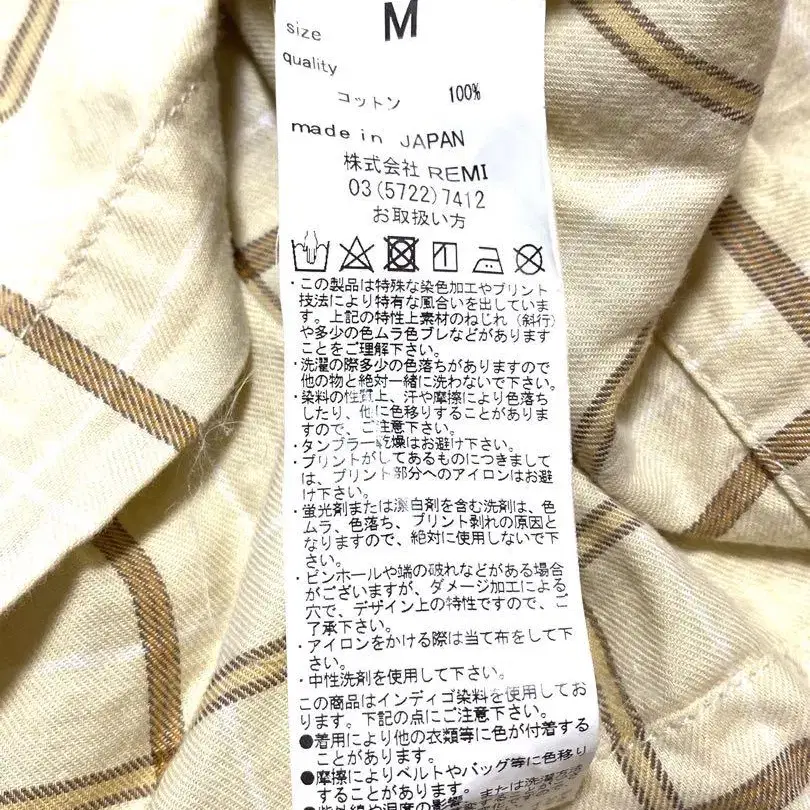 size M
quality
コットン 100%
made in JAPAN
株式会社 REMI
03(5722)7412
お取扱い方
・この製品は特殊な染色加工やプリント
技法により特有な風合いを出していま
す。上記の特性上素材のねじれ（斜行）
や多少の色ムラ色ブレなどがあります
ことをご理解下さい。
・洗濯の際多少の色落ちがありますので
他の物と絶対一緒に洗わないで下さい。
・染料の性質上、汗や摩擦により色落ち
したり、他に色移りすることがありま
すので、ご注意下さい。
・タンブラー乾燥はお避け下さい。
・プリントがしてあるものにつきまして
は、プリント部分へのアイロンはお避
け下さい。
・蛍光剤または漂白剤を含む洗剤は、色
ムラ、色落ち、プリント剥れの原因と
なりますので、絶対に使用しないで下
さい。
・ピンホールや端の破れなどがある場合
がございますが、ダメージ加工による
穴で、デザイン上の特性ですので、ご
了承下さい。
・アイロンをかける際は当て布をして下
さい。
・中性洗剤を使用して下さい。
この商品はインディゴ染料を使用してお
ります。下記の点にご注意下さい。
●着用により他の衣類等に色が付着する
ことがあります。
●摩擦によりベルトやバッグ等に色移り
することがあります。または洗濯方法
●紫外線や温度の影響